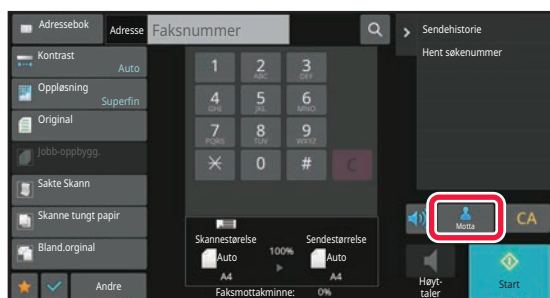 Adressebok
Adresse
Faksnummer
Kontrast
Auto
Oppløsning
Superfin
Original
Jobb-oppbygg.
Sakte Skann
Skanne tungt papir
Bland.orginal
Andre
1
2
ABC
3
DEF
4
GHI
5
JKL
6
MNO
7
PQRS
8
TUV
9
WXYZ
0
#
C
Skannestørelse
100%
Sendestørrelse
Auto
Auto
A4
A4
Faksmottakminne: 0%
Sendehistorie
Hent søkenummer
Motta
CA
Høyt-
taler
Start